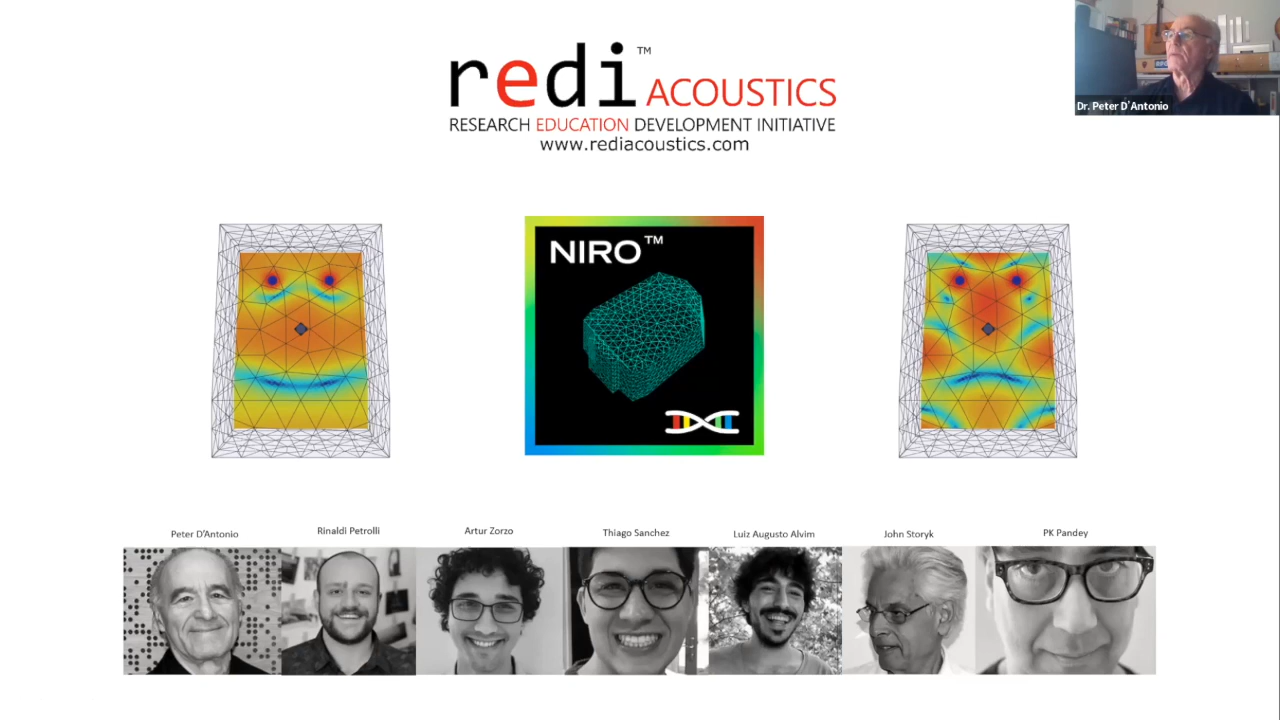 redi™ ACOUSTICS
RESEARCH EDUCATION DEVELOPMENT INITIATIVE
www.rediacoustics.com
Dr. Peter D'Antonio
NIRO™
Peter D'Antonio
Rinaldi Petrolli
Artur Zorzo
Thiago Sanchez
Luiz Augusto Alvim
John Storyk
PK Pandey